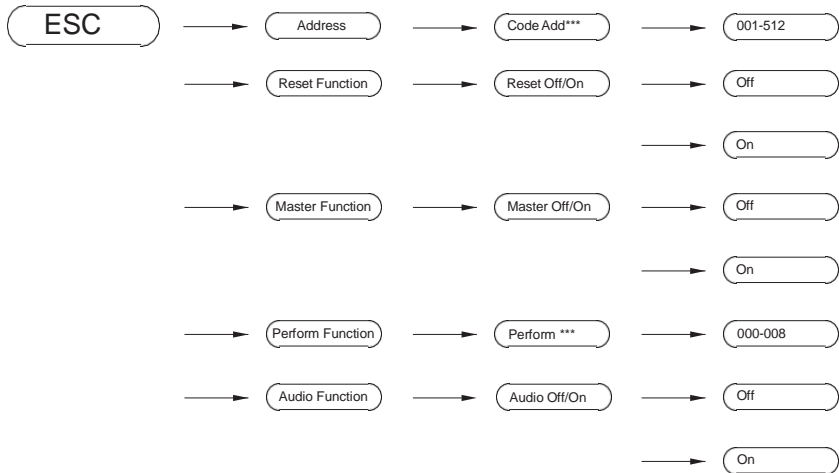 ESC Address Code Add*** 001-512
Reset Function Reset Off/On Off
On
Master Function Master Off/On Off
On
Perform Function Perform *** 000-008
Audio Function Audio Off/On Off
On